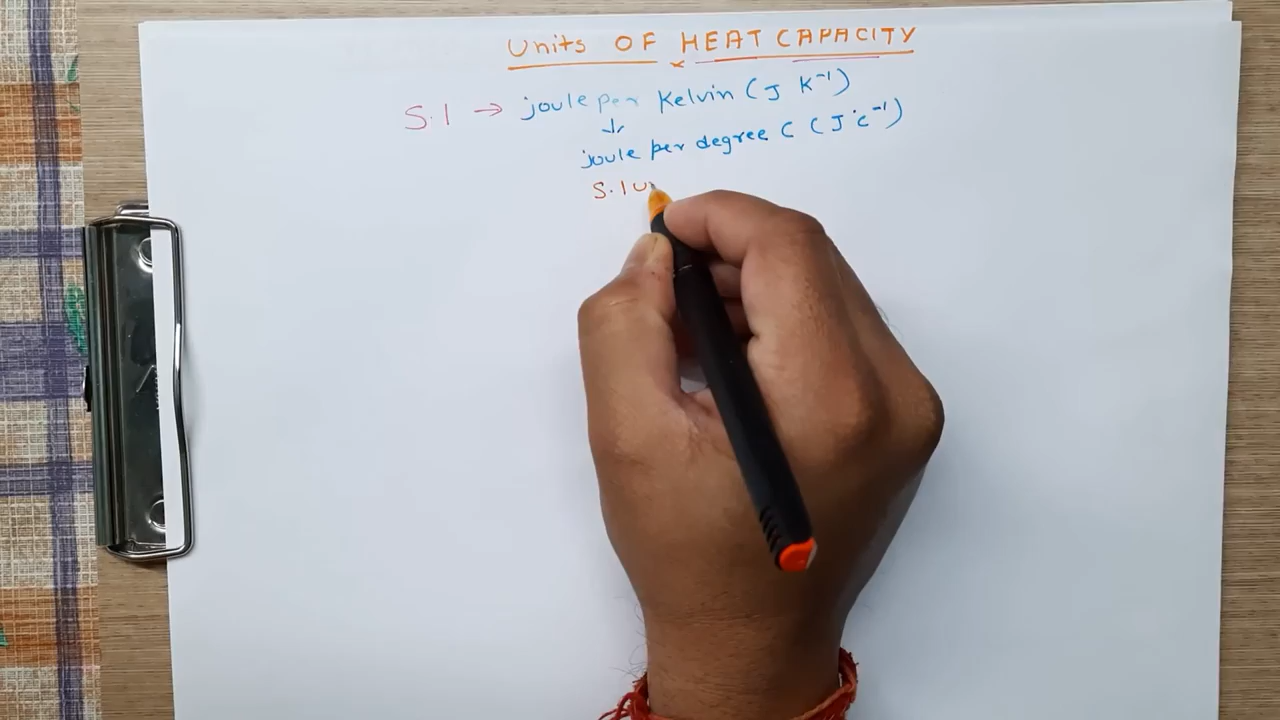 Units OF HEAT CAPACITY
S.I → joule per Kelvin (J K⁻¹)
joule per degree C (J °c⁻¹)
S.I u